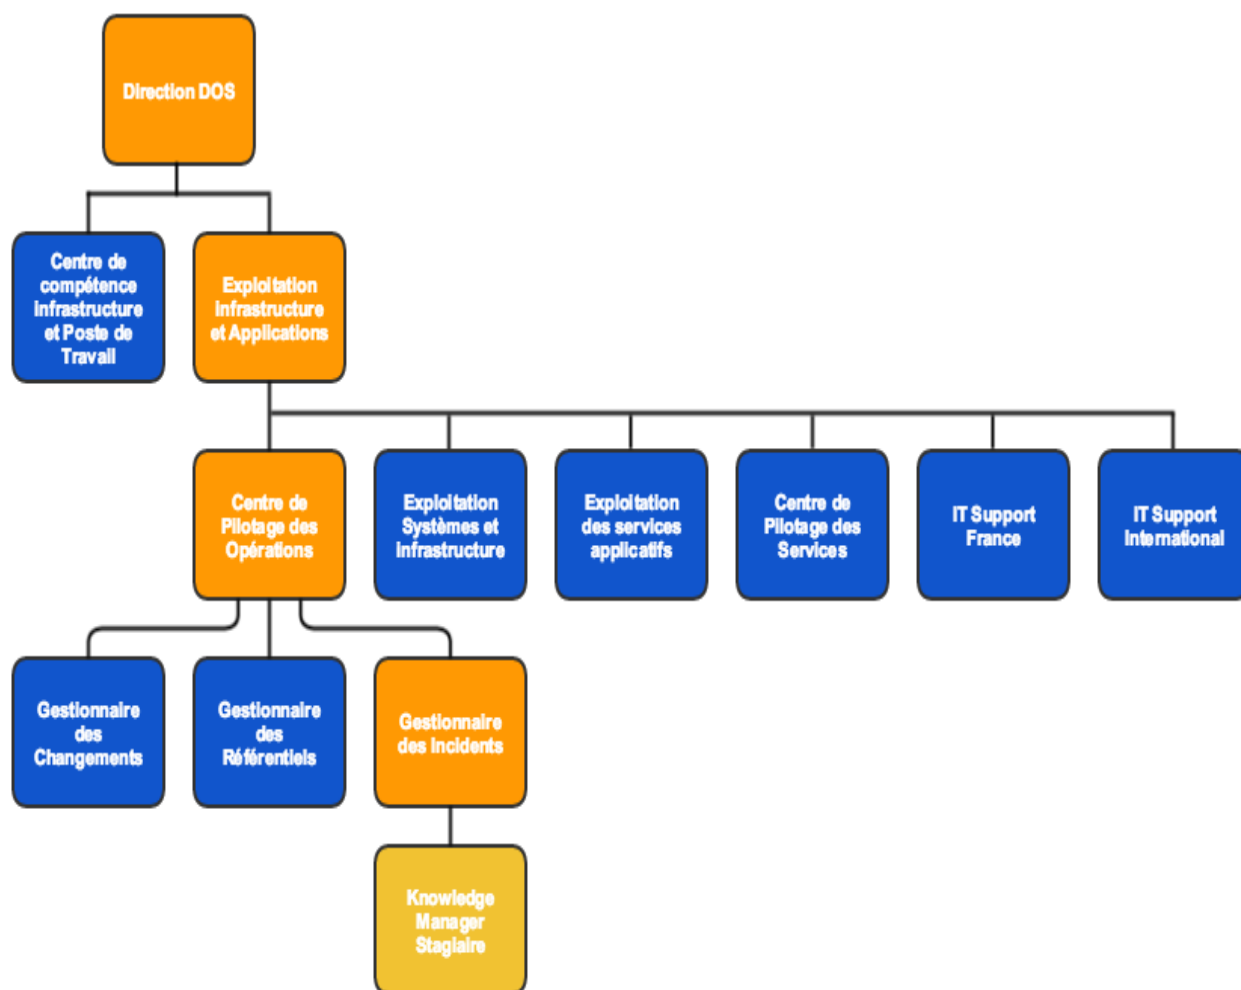 Direction DOS
Centre de
compétence
Infrastructure
et Poste de
Travail
Exploitation
Infrastructure
et Applications
Centre de
Pilotage des
Opérations
Exploitation
Systèmes et
Infrastructure
Exploitation
des services
applicatifs
Centre de
Pilotage des
Services
IT Support
France
IT Support
International
Gestionnaire
des
Changements
Gestionnaire
des
Référentiels
Gestionnaire
des Incidents
Knowledge
Manager
Stagiaire